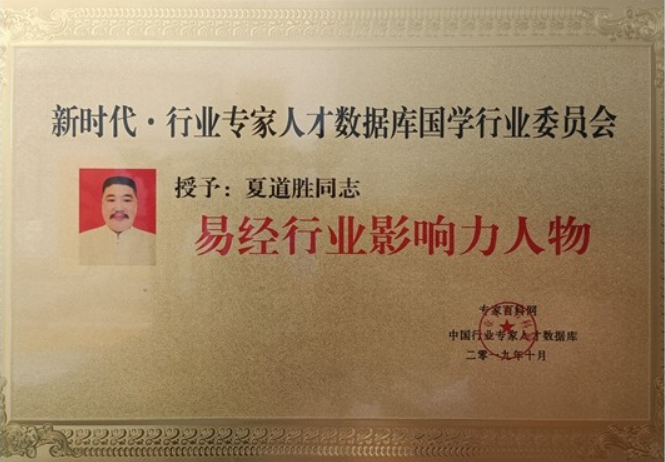 新时代·行业专家人才数据库国学行业委员会
授予：夏道胜同志
易经行业影响力人物
专家百科网
中国行业专家人才数据库
二零一九年十月